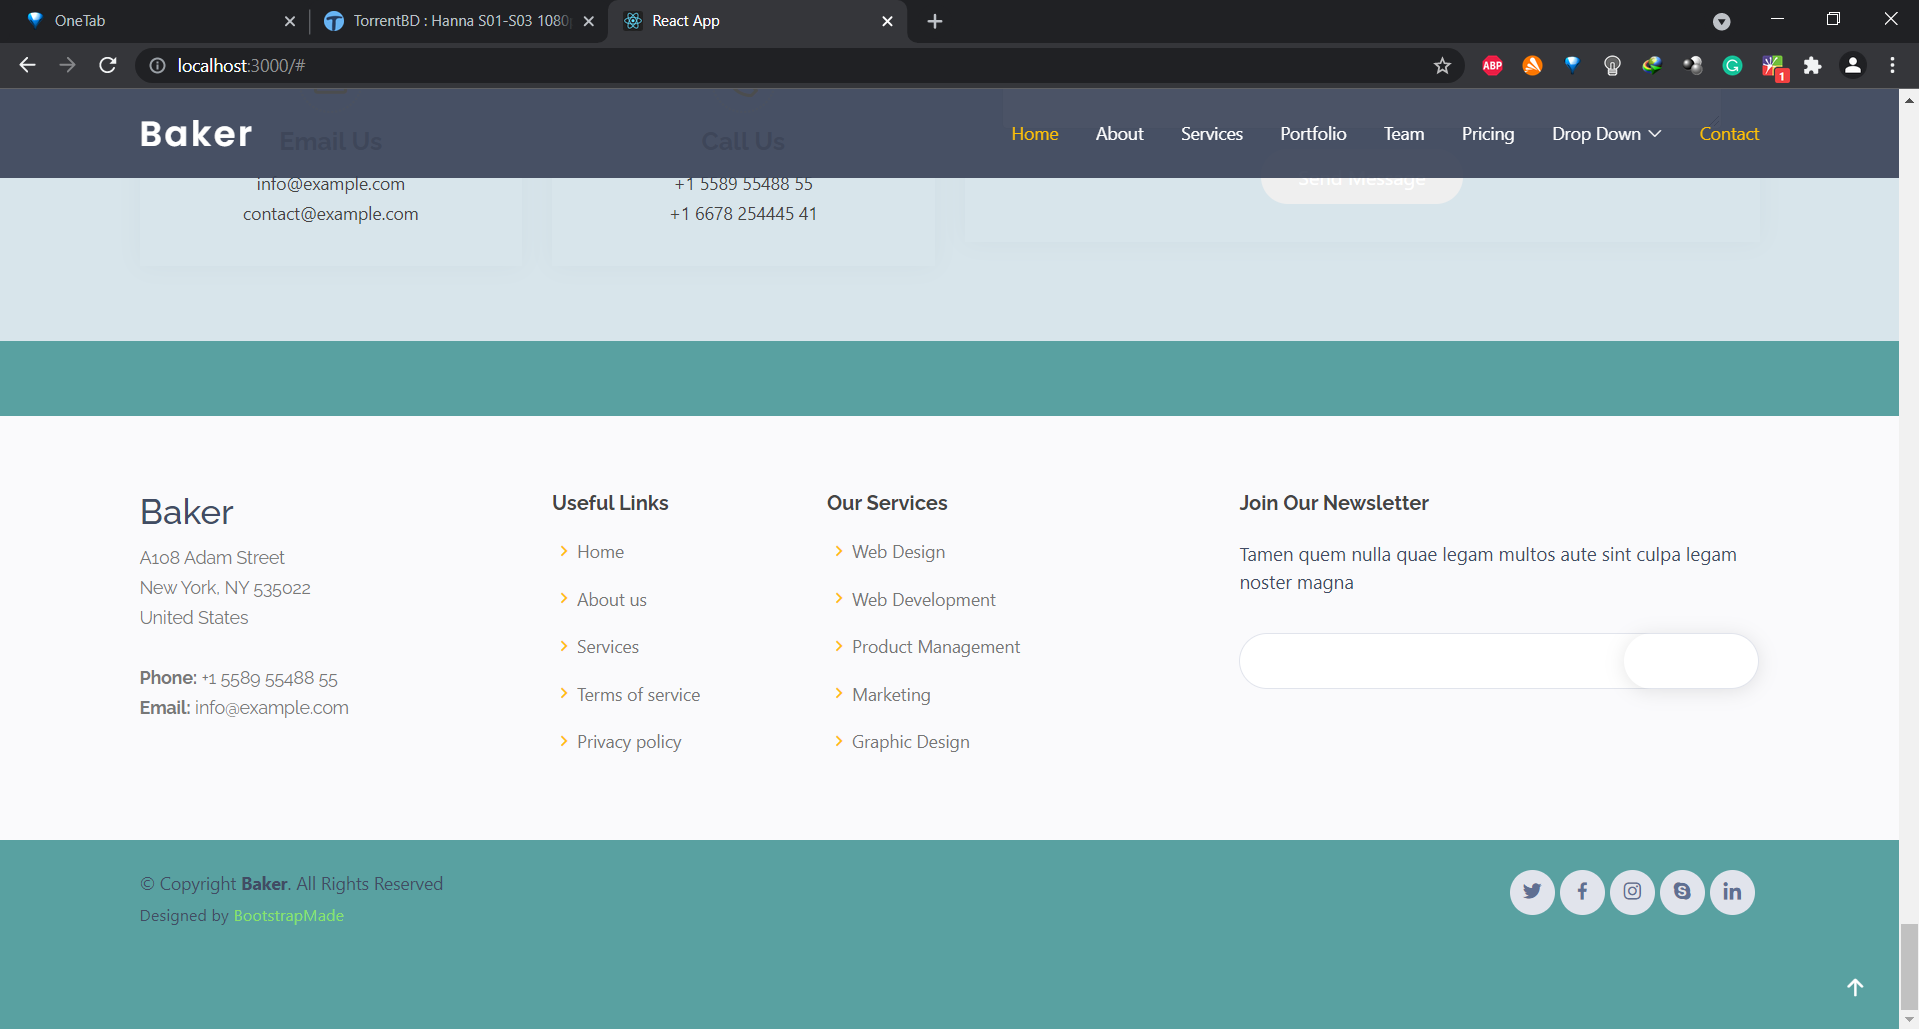 OneTab
TorrentBD : Hanna S01-S03 1080p
React App
localhost:3000/#
ABP
1
Baker
Home About Services Portfolio Team Pricing Drop Down Contact
Email Us
info@example.com
contact@example.com
Call Us
+1 5589 55488 55
+1 6678 254445 41
Send Message
Baker
A108 Adam Street
New York, NY 535022
United States
Phone: +1 5589 55488 55
Email: info@example.com
Useful Links
Home
About us
Services
Terms of service
Privacy policy
Our Services
Web Design
Web Development
Product Management
Marketing
Graphic Design
Join Our Newsletter
Tamen quem nulla quae legam multos aute sint culpa legam
noster magna
© Copyright Baker. All Rights Reserved
Designed by BootstrapMade